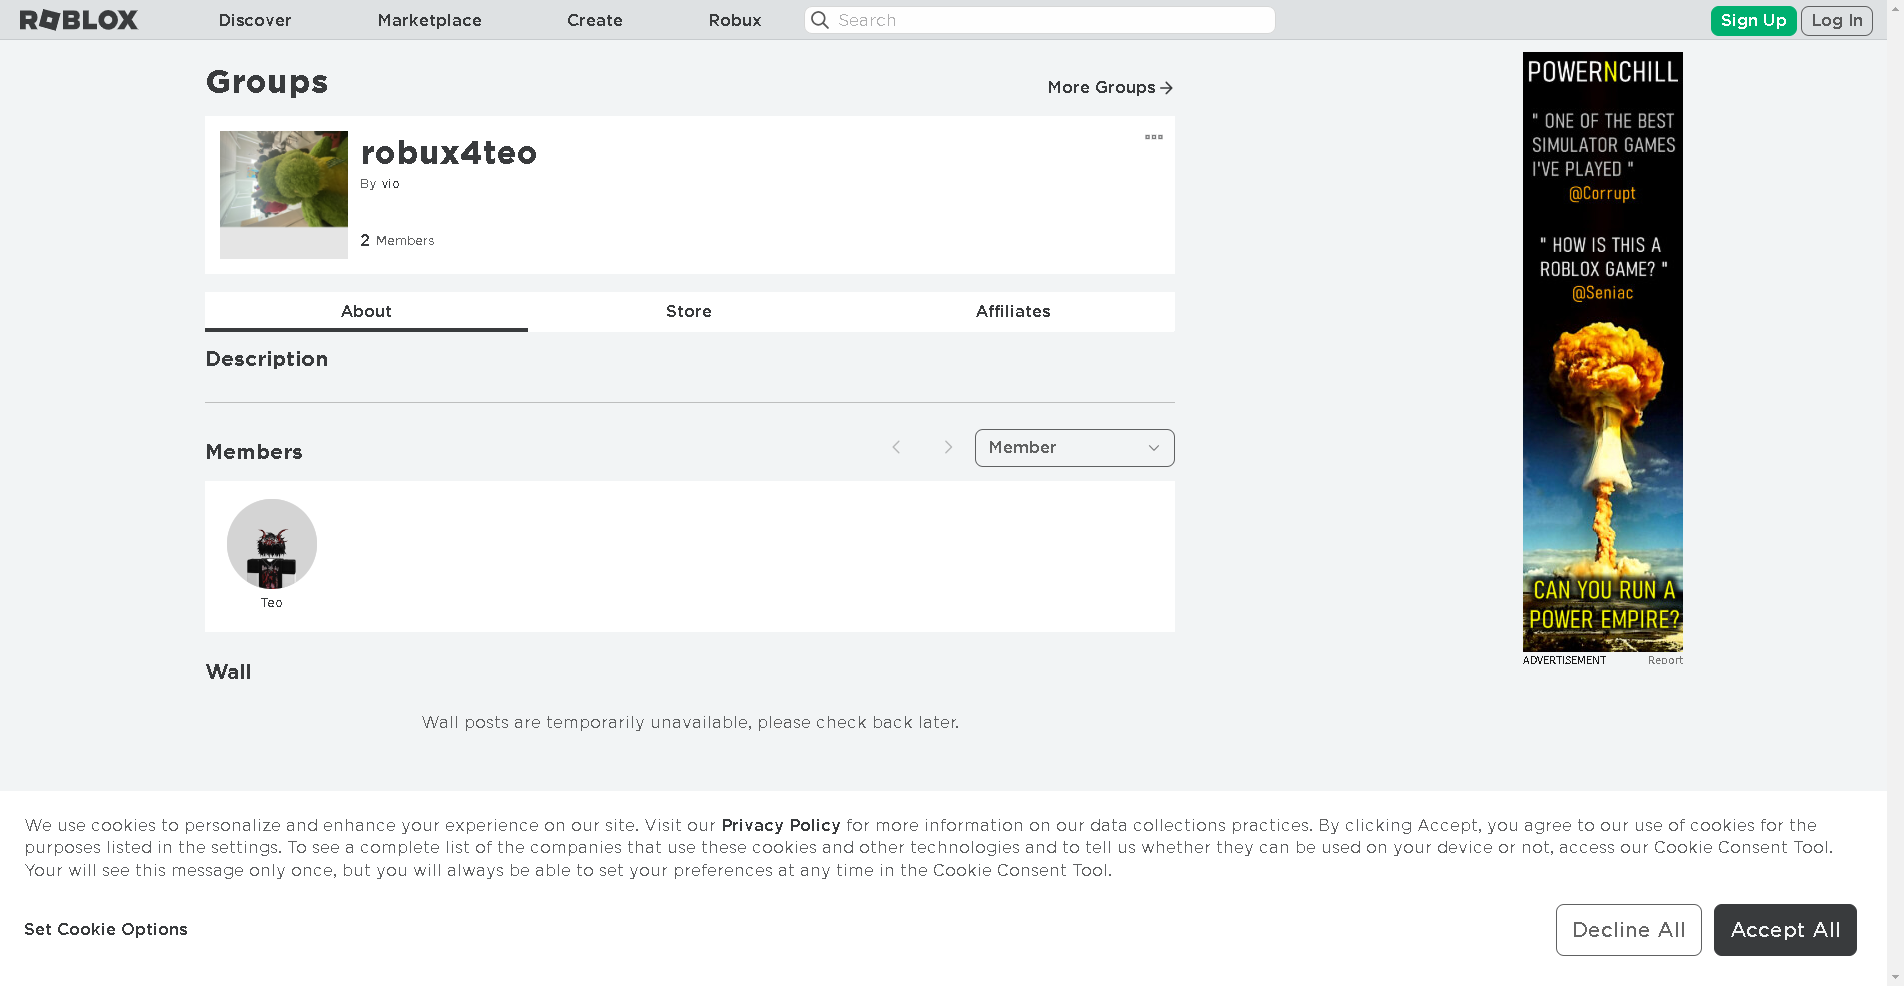 ROBLOX Discover Marketplace Create Robux Search Sign Up Log In
Groups
More Groups
robux4teo
By vio
2 Members
About Store Affiliates
Description
Members
Member
Teo
Wall
Wall posts are temporarily unavailable, please check back later.
POWERNCHILL
" ONE OF THE BEST
SIMULATOR GAMES
I'VE PLAYED "
@Corrupt
" HOW IS THIS A
ROBLOX GAME? "
@Seniac
CAN YOU RUN A
POWER EMPIRE?
ADVERTISEMENT Report
We use cookies to personalize and enhance your experience on our site. Visit our Privacy Policy for more information on our data collections practices. By clicking Accept, you agree to our use of cookies for the
purposes listed in the settings. To see a complete list of the companies that use these cookies and other technologies and to tell us whether they can be used on your device or not, access our Cookie Consent Tool.
Your will see this message only once, but you will always be able to set your preferences at any time in the Cookie Consent Tool.
Set Cookie Options
Decline All
Accept All